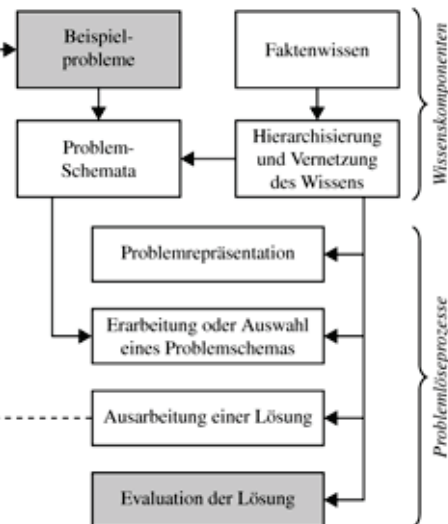 Beispiel-
probleme
Faktenwissen
Problem-
Schemata
Hierarchisierung
und Vernetzung
des Wissens
Wissenskomponenten
Problemrepräsentation
Erarbeitung oder Auswahl
eines Problemschemas
Ausarbeitung einer Lösung
Evaluation der Lösung
Problemlöseprozesse